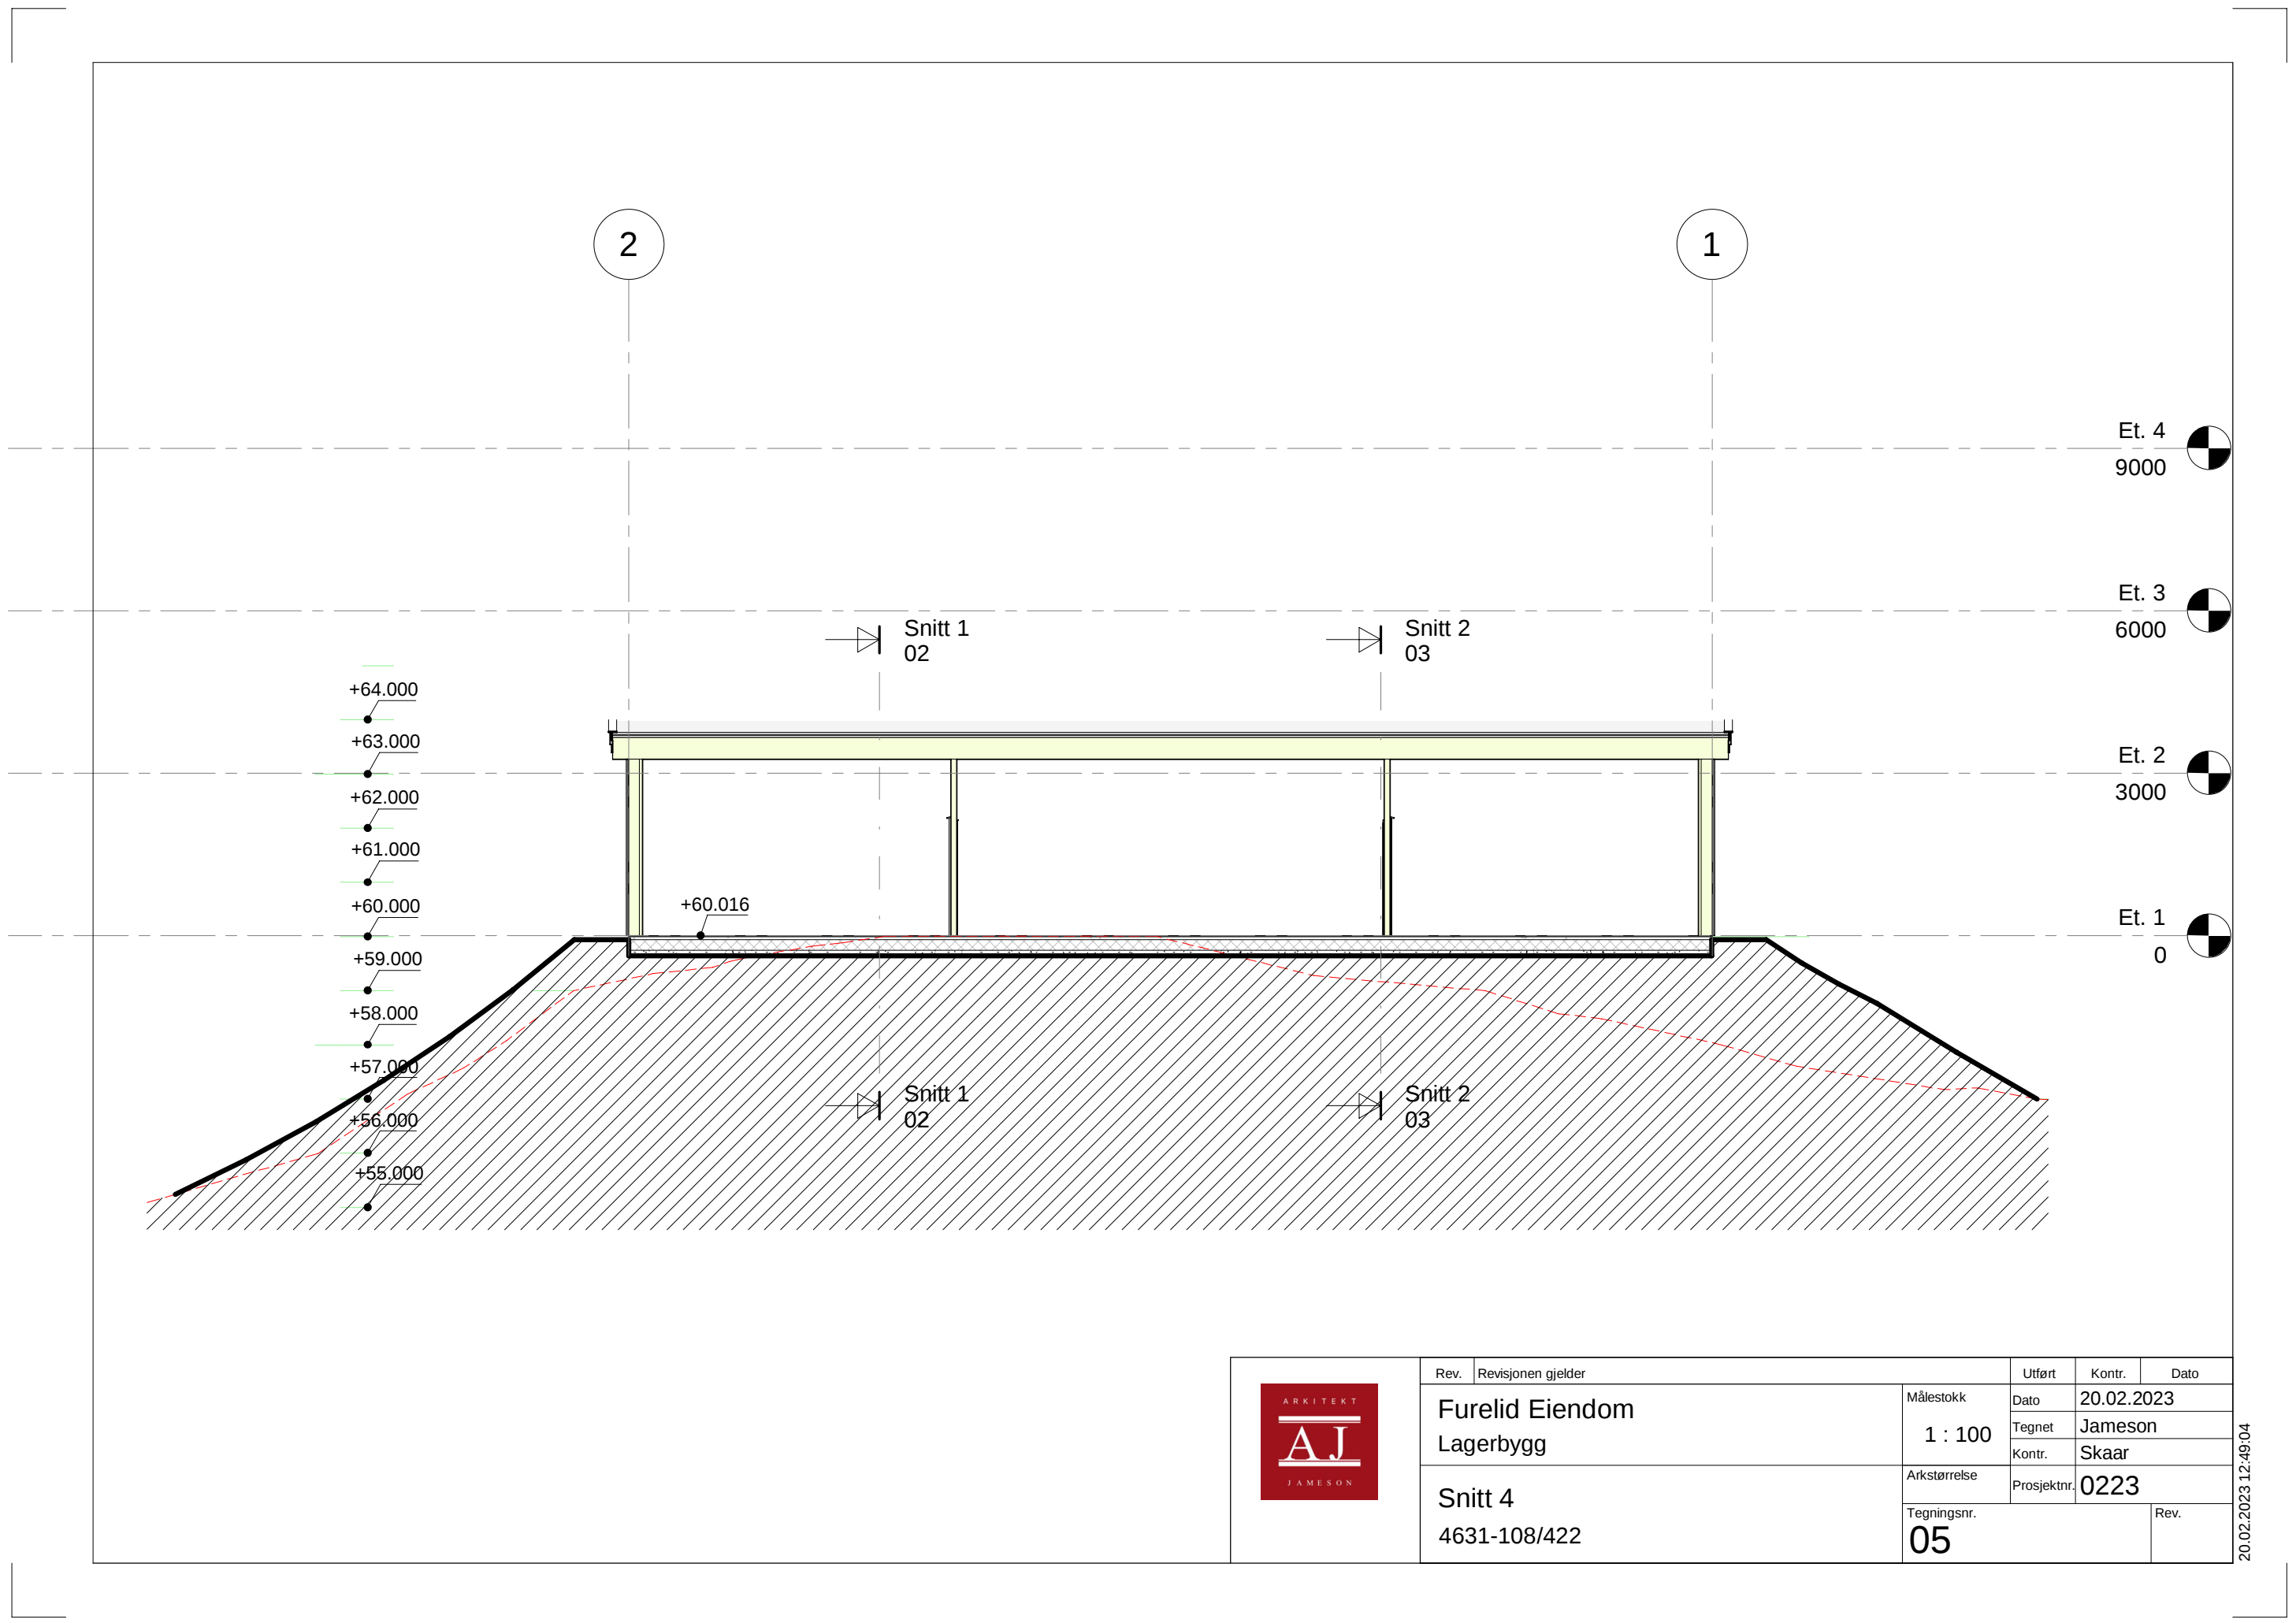 2
1
Et. 4
9000
Et. 3
6000
Snitt 1
02
Snitt 2
03
+64.000
+63.000
Et. 2
3000
+62.000
+61.000
+60.000
+60.016
Et. 1
0
+59.000
+58.000
+57.000
Snitt 1
02
Snitt 2
03
+56.000
+55.000
ARKITEKT
AJ
JAMESON
Rev. Revisjonen gjelder Utført Kontr. Dato
Furelid Eiendom
Lagerbygg
Målestokk
1 : 100
Dato 20.02.2023
Tegnet Jameson
Kontr. Skaar
Arkstørrelse
Prosjektnr. 0223
Snitt 4
4631-108/422
Tegningsnr.
05
Rev.
20.02.2023 12:49:04